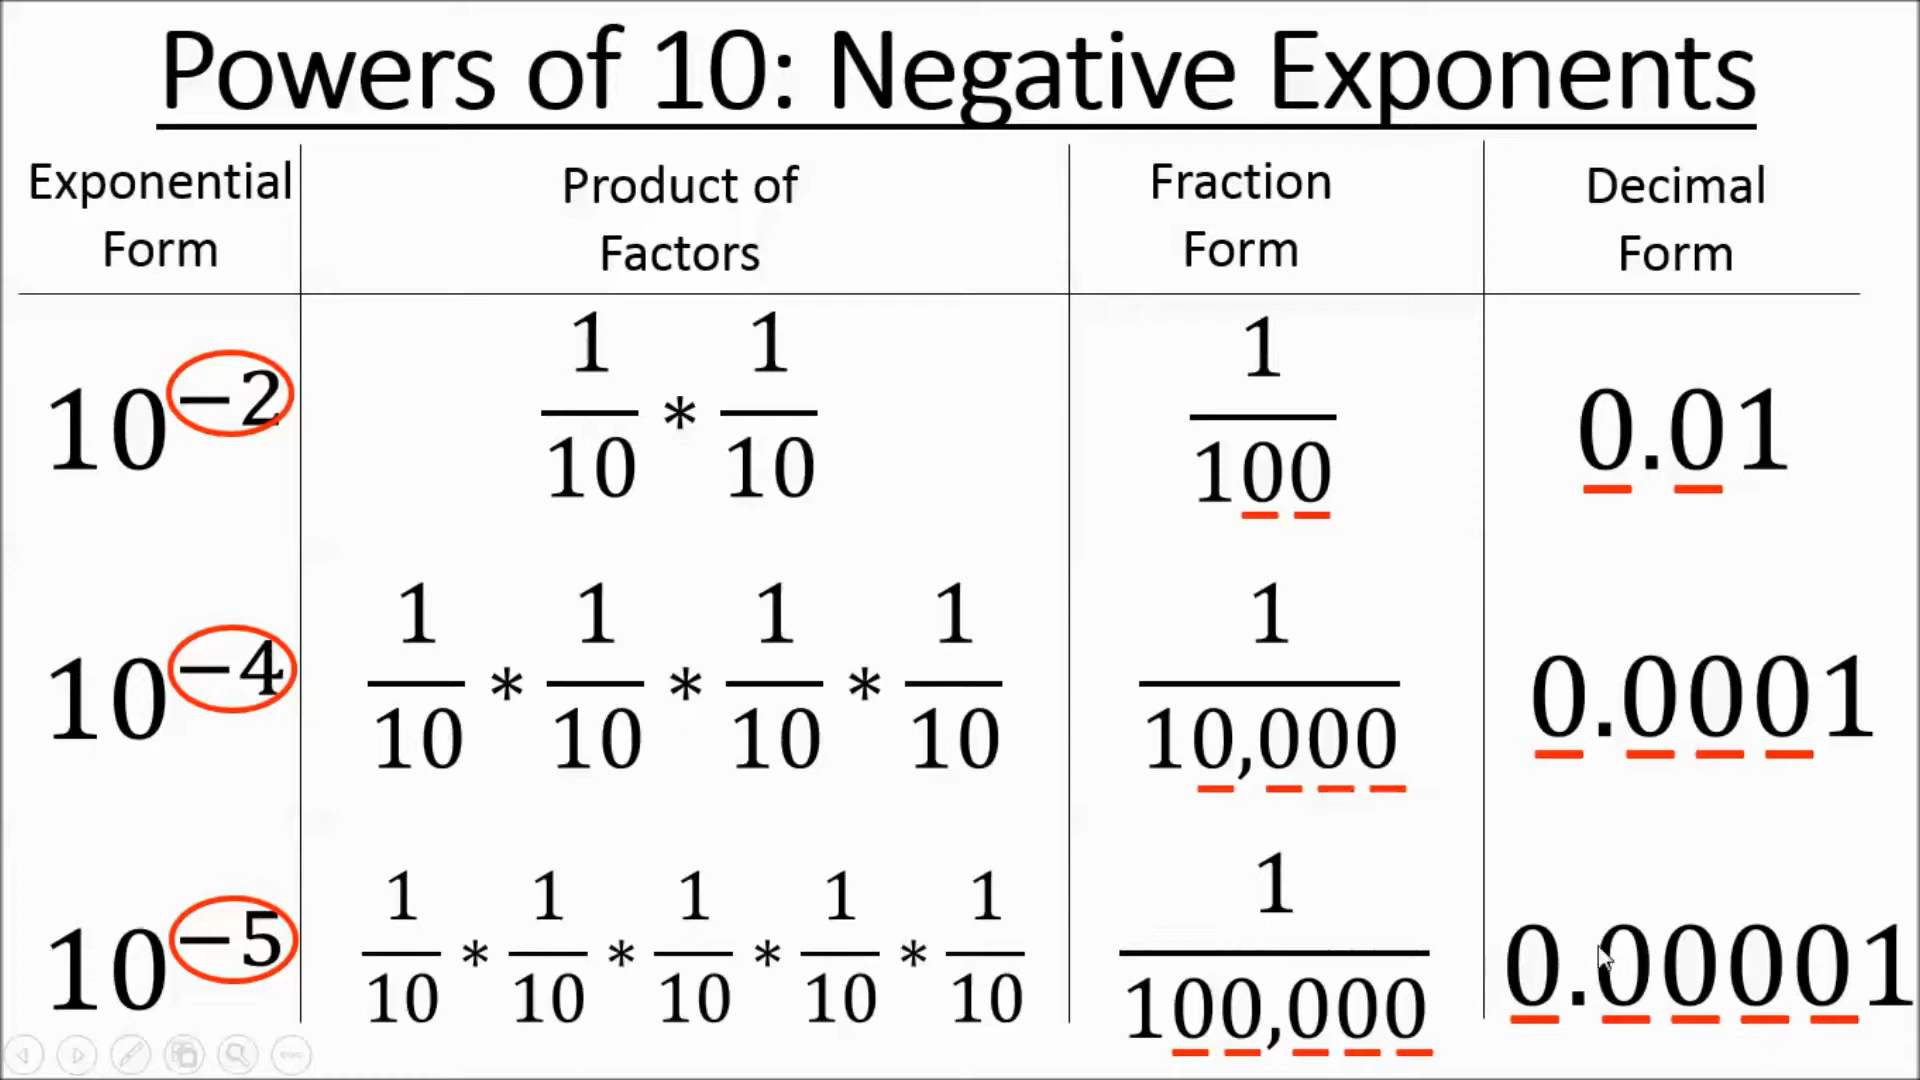 Powers of 10: Negative Exponents
Exponential Form
Product of Factors
Fraction Form
Decimal Form
10⁻²
1/10 * 1/10
1/100
0.01
10⁻⁴
1/10 * 1/10 * 1/10 * 1/10
1/10,000
0.0001
10⁻⁵
1/10 * 1/10 * 1/10 * 1/10 * 1/10
1/100,000
0.00001